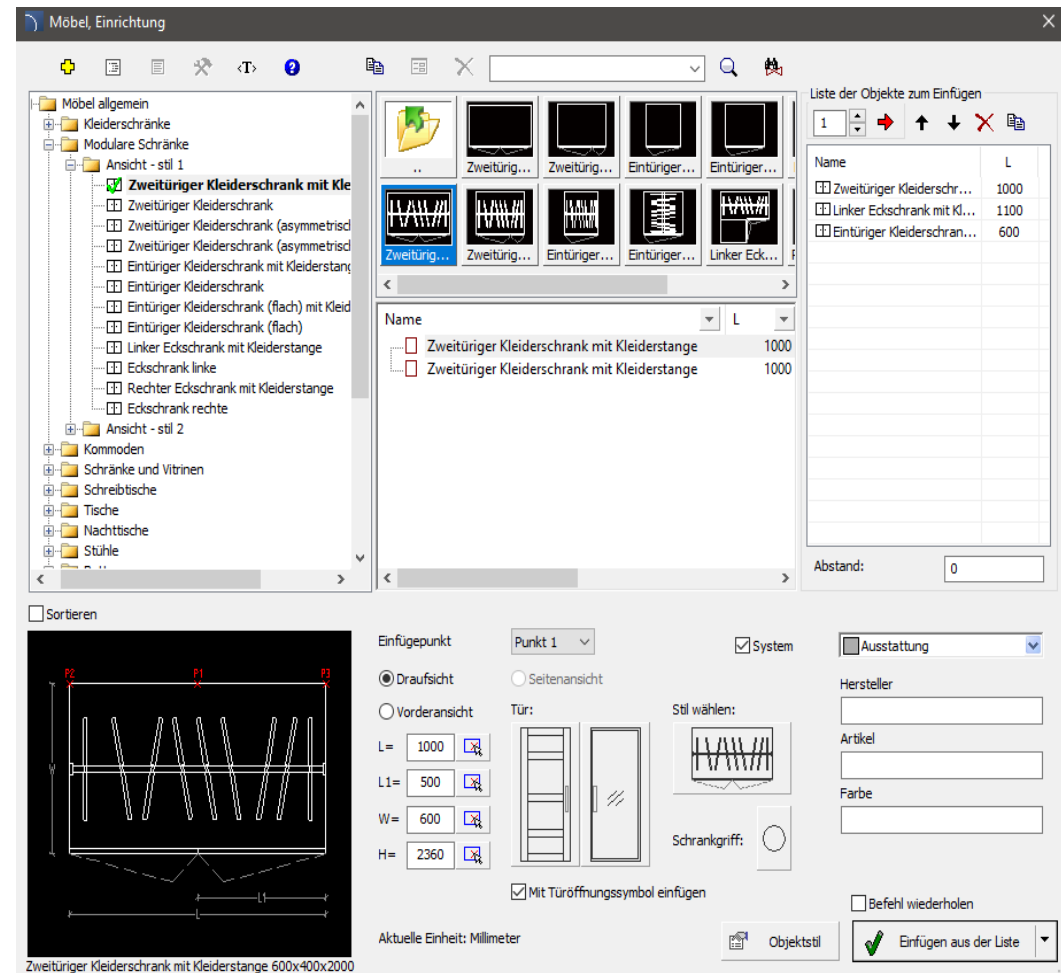 Möbel, Einrichtung
<T>
Möbel allgemein
Kleiderschränke
Modulare Schränke
Ansicht - stil 1
Zweitüriger Kleiderschrank mit Kle
Zweitüriger Kleiderschrank
Zweitüriger Kleiderschrank (asymmetriscl
Zweitüriger Kleiderschrank (asymmetriscl
Eintüriger Kleiderschrank mit Kleiderstang
Eintüriger Kleiderschrank
Eintüriger Kleiderschrank (flach) mit Kleid
Eintüriger Kleiderschrank (flach)
Linker Eckschrank mit Kleiderstange
Eckschrank linke
Rechter Eckschrank mit Kleiderstange
Eckschrank rechte
Ansicht - stil 2
Kommoden
Schränke und Vitrinen
Schreibtische
Tische
Nachttische
Stühle
.. Zweitürig... Zweitürig... Eintüriger... Eintüriger...
Zweitürig... Zweitürig... Eintüriger... Eintüriger... Linker Eck...
Name L
Zweitüriger Kleiderschrank mit Kleiderstange 1000
Zweitüriger Kleiderschrank mit Kleiderstange 1000
Liste der Objekte zum Einfügen
1
Name L
Zweitüriger Kleiderschr... 1000
Linker Eckschrank mit Kl... 1100
Eintüriger Kleiderschran... 600
Abstand: 0
Sortieren
P2 P1 P3
W
L1
L
Zweitüriger Kleiderschrank mit Kleiderstange 600x400x2000
Einfügepunkt Punkt 1 System
Draufsicht Seitenansicht
Vorderansicht Tür: Stil wählen:
L= 1000
L1= 500
W= 600
H= 2360
Schrankgriff:
Mit Türöffnungssymbol einfügen
Aktuelle Einheit: Millimeter
Ausstattung
Hersteller
Artikel
Farbe
Befehl wiederholen
Objektstil Einfügen aus der Liste